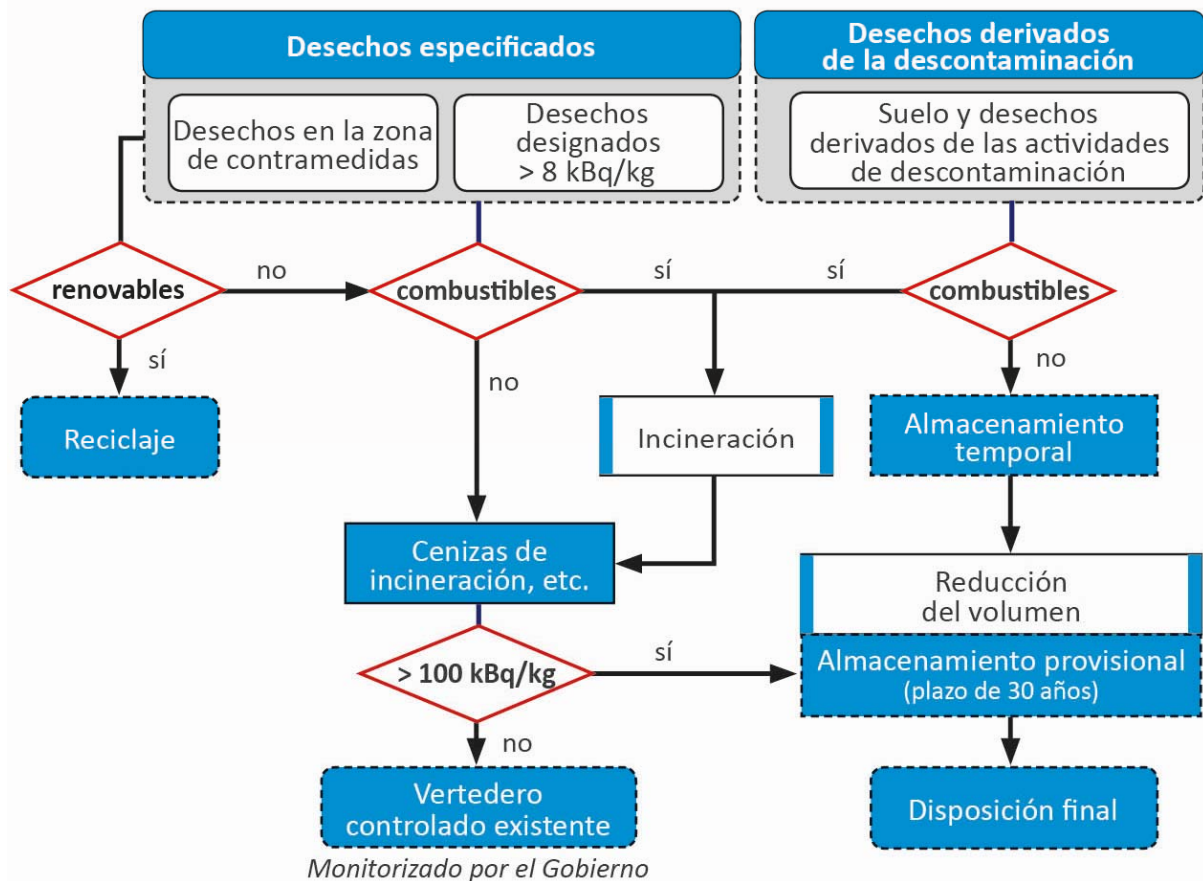 Desechos especificados
Desechos derivados
de la descontaminación
Desechos en la zona
de contramedidas
Desechos
designados
> 8 kBq/kg
Suelo y desechos
derivados de las actividades
de descontaminación
renovables
no
combustibles
sí
sí
combustibles
sí
no
no
Reciclaje
Incineración
Almacenamiento
temporal
Cenizas de
incineración, etc.
Reducción
del volumen
> 100 kBq/kg
sí
Almacenamiento provisional
(plazo de 30 años)
no
Vertedero
controlado existente
Disposición final
Monitorizado por el Gobierno